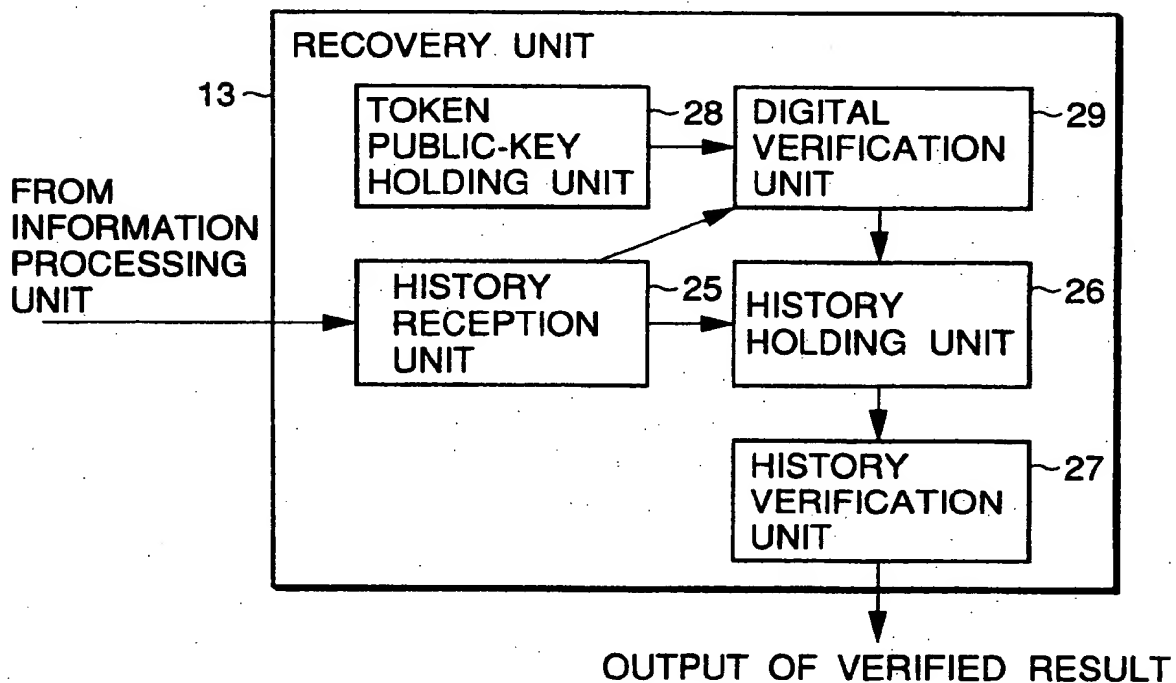 RECOVERY UNIT
13
TOKEN
PUBLIC-KEY
HOLDING UNIT
28
DIGITAL
VERIFICATION
UNIT
29
FROM
INFORMATION
PROCESSING
UNIT
HISTORY
RECEPTION
UNIT
25
HISTORY
HOLDING UNIT
26
HISTORY
VERIFICATION
UNIT
27
OUTPUT OF VERIFIED RESULT